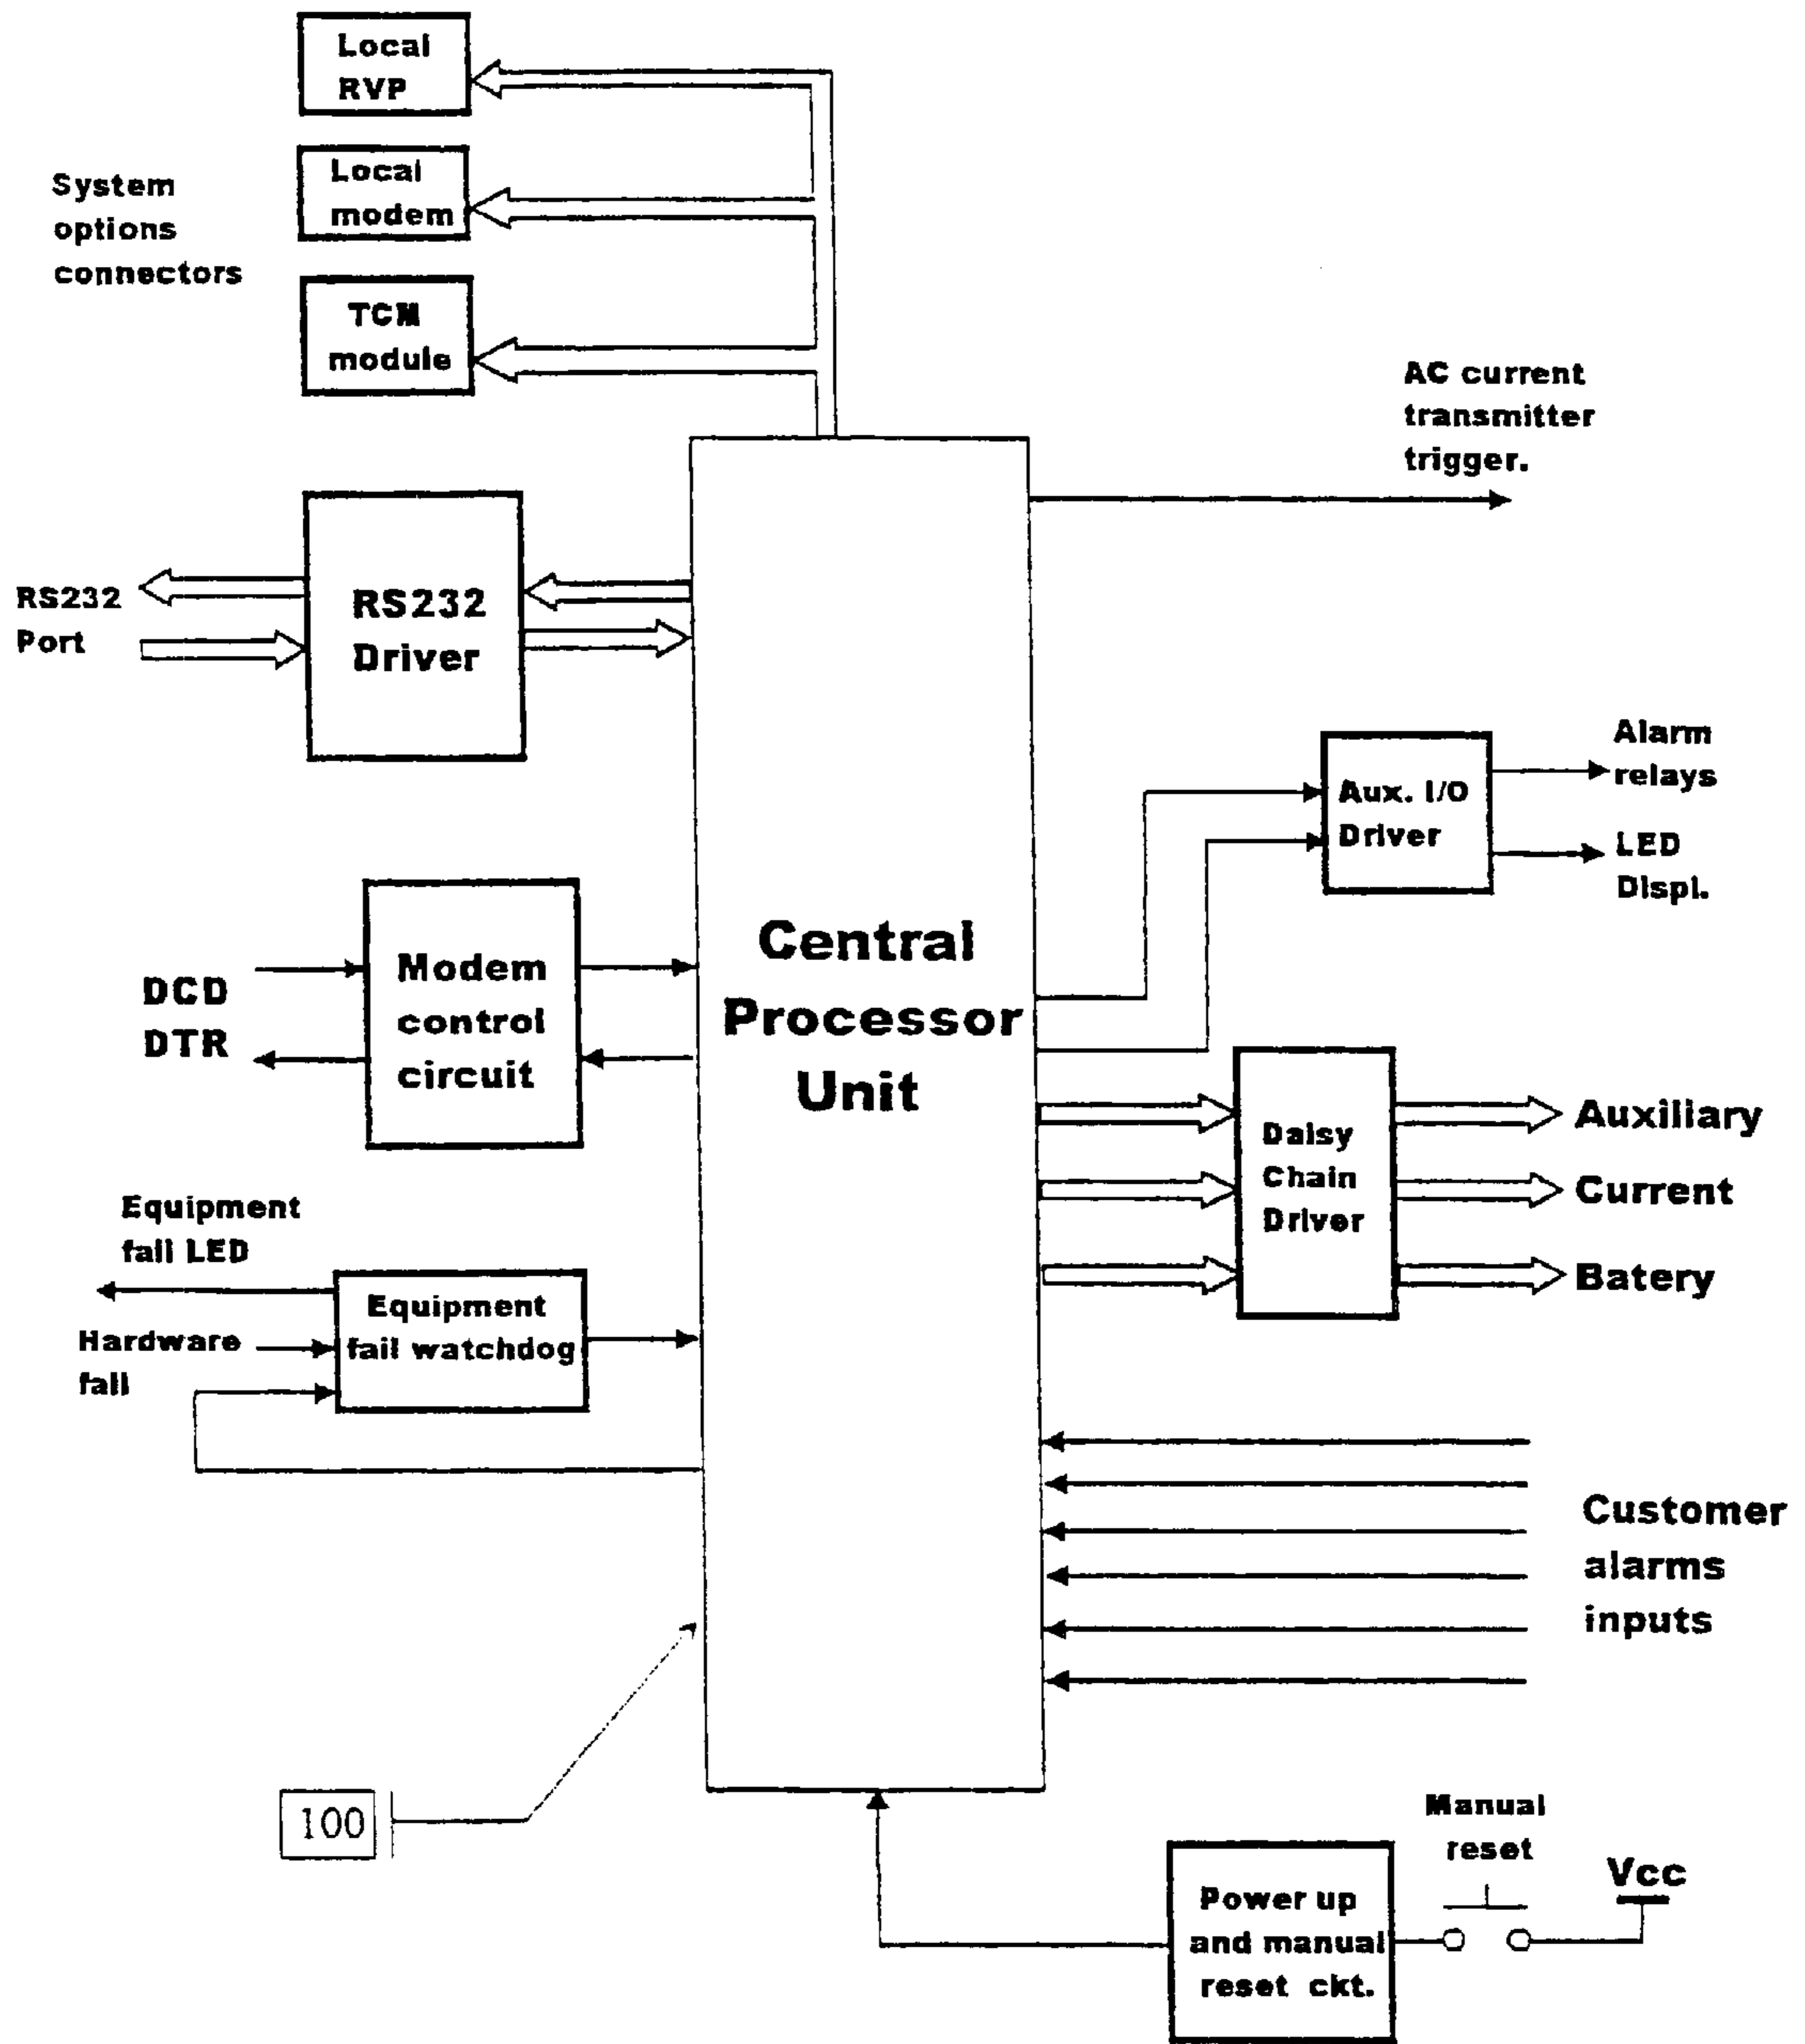 Local
RVP
System
options
connectors
Local
modem
TCM
module
AC current
transmitter
trigger.
RS232
Port
RS232
Driver
Alarm
relays
Aux. I/O
Driver
LED
Displ.
Central
Processor
Unit
DCD
DTR
Modem
control
circuit
Daisy
Chain
Driver
Auxiliary
Current
Batery
Equipment
fail LED
Hardware
fail
Equipment
fail watchdog
Customer
alarms
inputs
100
Manual
reset
Vcc
Power up
and manual
reset ckt.